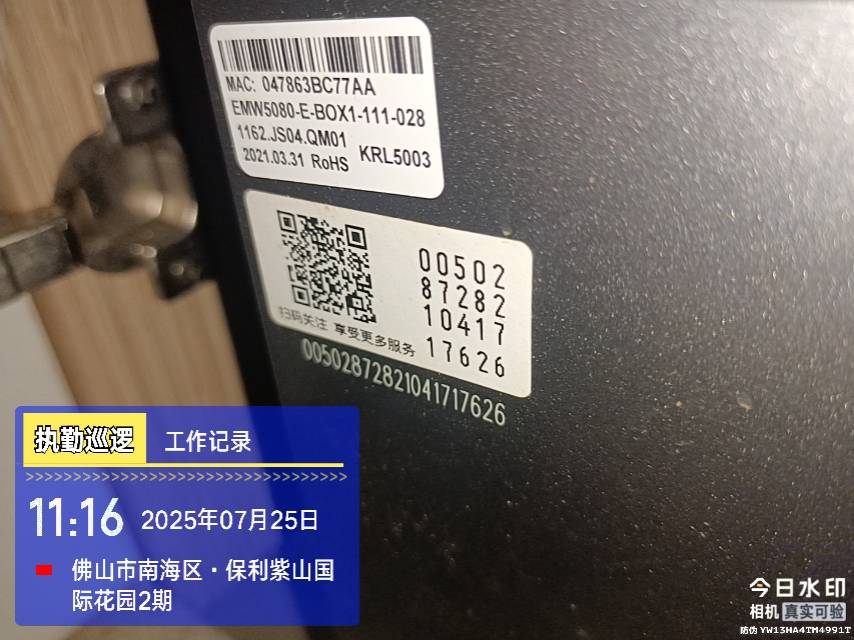 MAC: 047863BC77AA
EMW5080-E-BOX1-111-028
1162.JS04.QM01
2021.03.31 RoHS KRL5003
00502
87282
10417
17626
扫码关注 享受更多服务
00502872821041717626
执勤巡逻 工作记录
>>>>>>>>>>>>>>>>>>>>>>>>>>>>>>>>>>>>
11:16 2025年07月25日
佛山市南海区·保利紫山国
际花园2期
今日水印
相机 真实可验
防伪 YW13HA4TM4991T